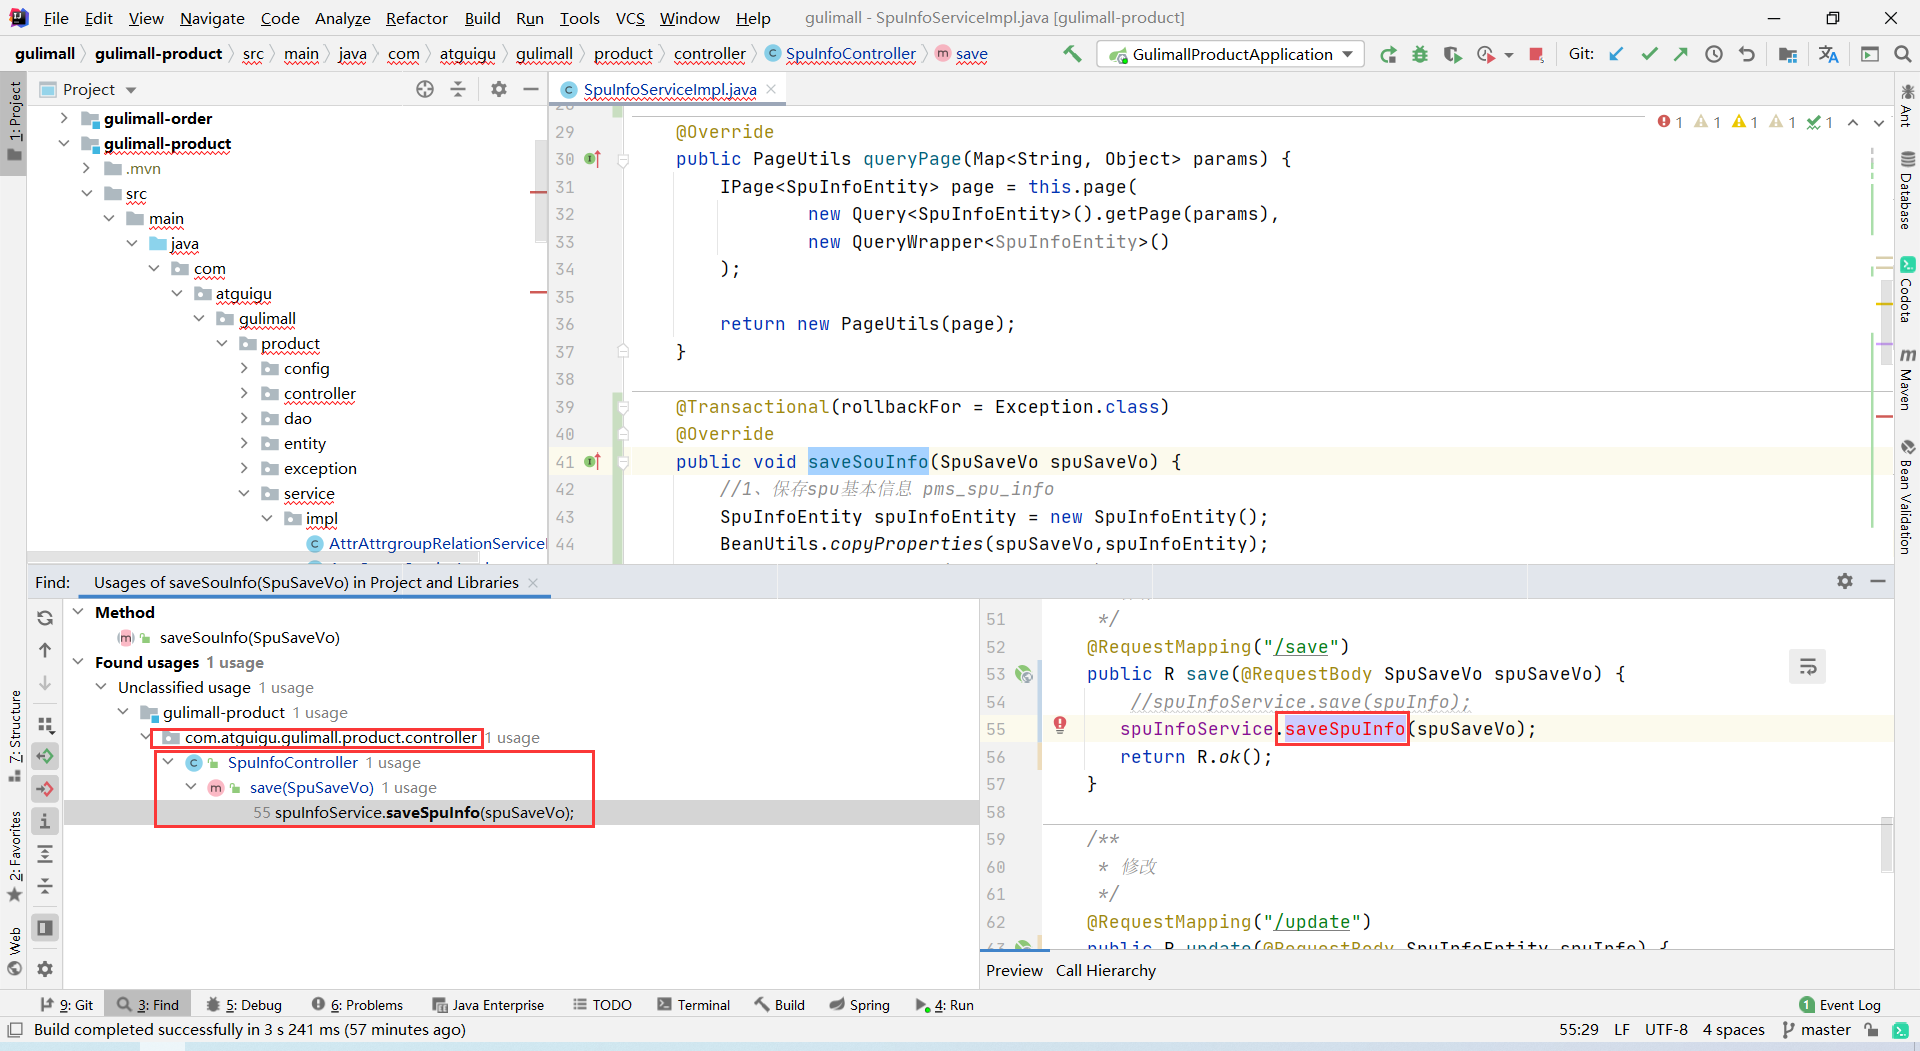 File Edit View Navigate Code Analyze Refactor Build Run Tools VCS Window Help gulimall - SpuInfoServiceImpl.java [gulimall-product]
gulimall gulimall-product src main java com atguigu gulimall product controller SpuInfoController save GulimallProductApplication Git:
1: Project
7: Structure
2: Favorites
Web
Project
gulimall-order
gulimall-product
.mvn
src
main
java
com
atguigu
gulimall
product
config
controller
dao
entity
exception
service
impl
AttrAttrgroupRelationServiceI
SpuInfoServiceImpl.java
1 1 1 1 1
29 @Override
30 public PageUtils queryPage(Map<String, Object> params) {
31 IPage<SpuInfoEntity> page = this.page(
32 new Query<SpuInfoEntity>().getPage(params),
33 new QueryWrapper<SpuInfoEntity>()
34 );
35
36 return new PageUtils(page);
37 }
38
39 @Transactional(rollbackFor = Exception.class)
40 @Override
41 public void saveSouInfo(SpuSaveVo spuSaveVo) {
42 //1、保存spu基本信息 pms_spu_info
43 SpuInfoEntity spuInfoEntity = new SpuInfoEntity();
44 BeanUtils.copyProperties(spuSaveVo,spuInfoEntity);
Ant
Database
Codota
Maven
Bean Validation
Find: Usages of saveSouInfo(SpuSaveVo) in Project and Libraries
Method
saveSouInfo(SpuSaveVo)
Found usages 1 usage
Unclassified usage 1 usage
gulimall-product 1 usage
com.atguigu.gulimall.product.controller 1 usage
SpuInfoController 1 usage
save(SpuSaveVo) 1 usage
55 spuInfoService.saveSpuInfo(spuSaveVo);
51 */
52 @RequestMapping("/save")
53 public R save(@RequestBody SpuSaveVo spuSaveVo) {
54 //spuInfoService.save(spuInfo);
55 spuInfoService.saveSpuInfo(spuSaveVo);
56 return R.ok();
57 }
58
59 /**
60 * 修改
61 */
62 @RequestMapping("/update")
63 public R update(@RequestBody SpuInfoEntity spuInfo) {
Preview Call Hierarchy
9: Git 3: Find 5: Debug 6: Problems Java Enterprise TODO Terminal Build Spring 4: Run 1 Event Log
Build completed successfully in 3 s 241 ms (57 minutes ago) 55:29 LF UTF-8 4 spaces master